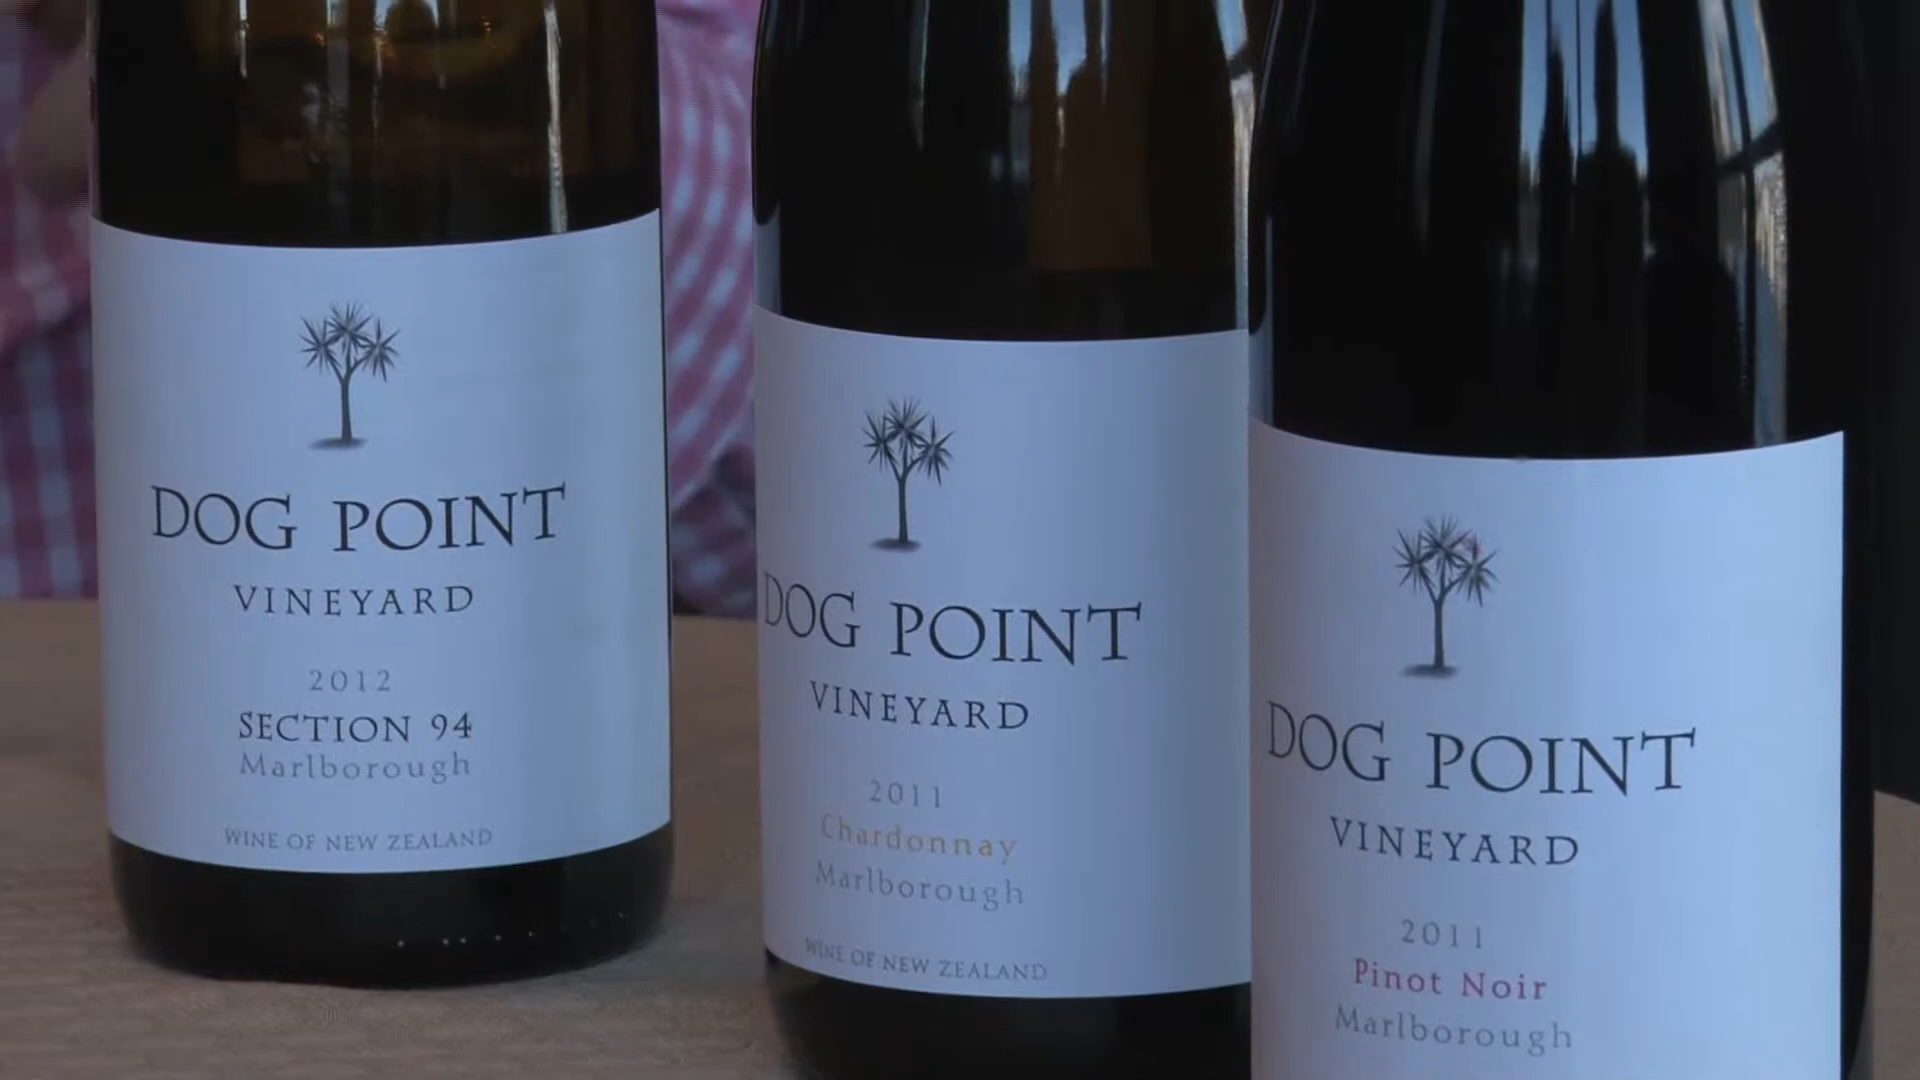 DOG POINT
VINEYARD
2012
SECTION 94
Marlborough
WINE OF NEW ZEALAND
DOG POINT
VINEYARD
2011
Chardonnay
Marlborough
WINE OF NEW ZEALAND
DOG POINT
VINEYARD
2011
Pinot Noir
Marlborough